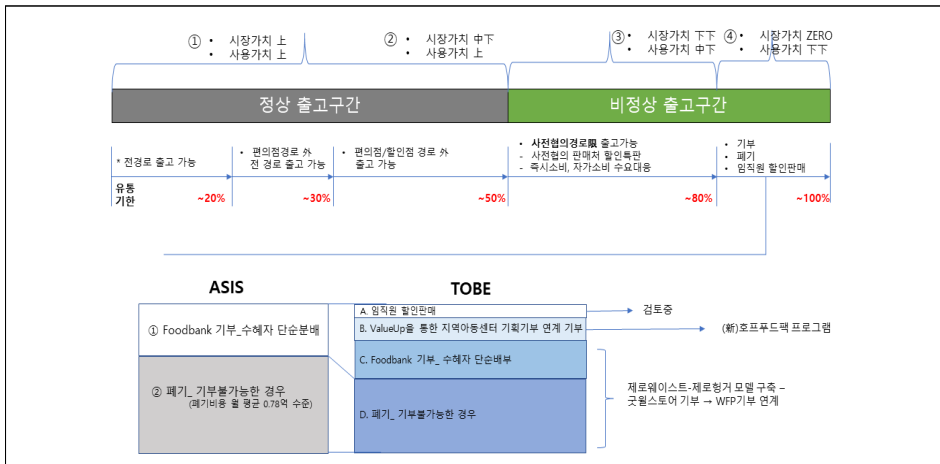 ① • 시장가치 上
• 사용가치 上
② • 시장가치 中下
• 사용가치 上
③ • 시장가치 下下
• 사용가치 中下
④ • 시장가치 ZERO
• 사용가치 下下
정상 출고구간
비정상 출고구간
* 전경로 출고 가능
• 편의점경로 外
전 경로 출고 가능
• 편의점/할인점 경로 外
출고 가능
• 사전협의경로限 출고가능
- 사전협의 판매처 할인특판
- 즉시소비, 자가소비 수요대응
• 기부
• 폐기
• 임직원 할인판매
유통
기한
~20%
~30%
~50%
~80%
~100%
ASIS
TOBE
① Foodbank 기부_수혜자 단순분배
② 폐기_ 기부불가능한 경우
(폐기비용 월 평균 0.78억 수준)
A. 임직원 할인판매
B. ValueUp을 통한 지역아동센터 기획기부 연계 기부
C. Foodbank 기부_ 수혜자 단순배부
D. 폐기_ 기부불가능한 경우
검토중
(新)호프푸드팩 프로그램
제로웨이스트-제로헝거 모델 구축 –
굿윌스토어 기부 → WFP기부 연계